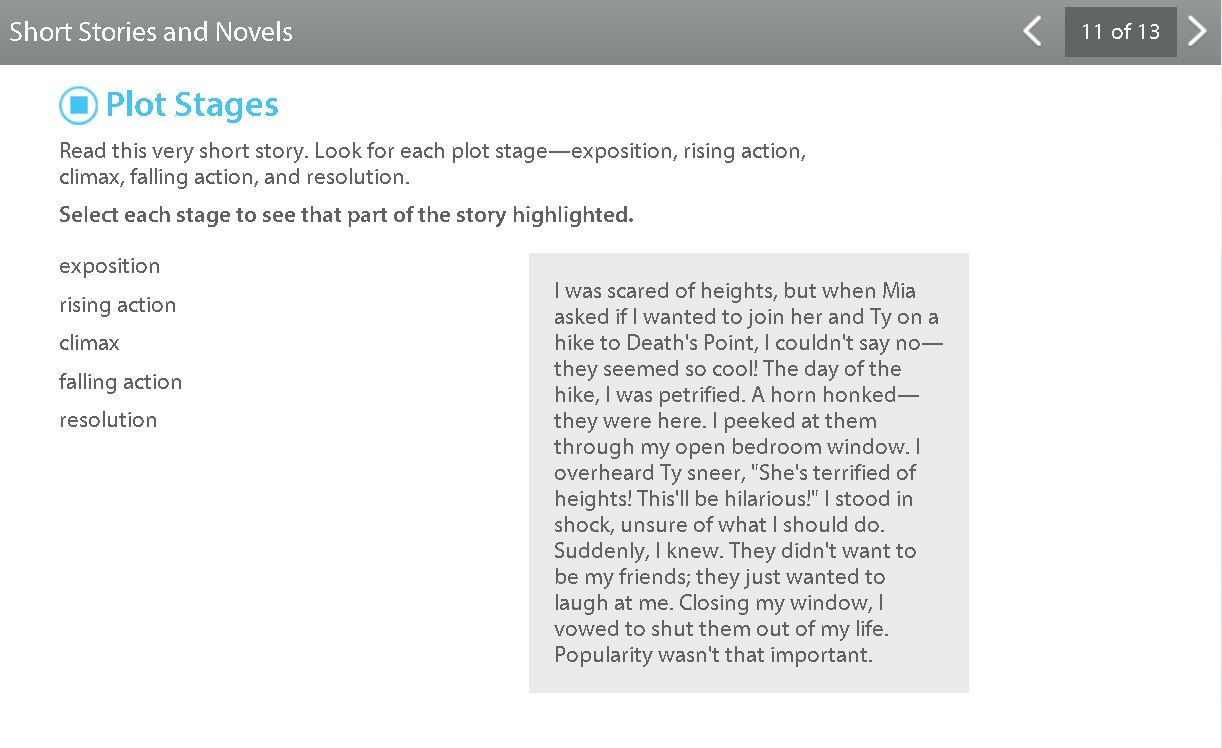 Short Stories and Novels
11 of 13
Plot Stages
Read this very short story. Look for each plot stage—exposition, rising action,
climax, falling action, and resolution.
Select each stage to see that part of the story highlighted.
exposition
rising action
climax
falling action
resolution
I was scared of heights, but when Mia
asked if I wanted to join her and Ty on a
hike to Death's Point, I couldn't say no—
they seemed so cool! The day of the
hike, I was petrified. A horn honked—
they were here. I peeked at them
through my open bedroom window. I
overheard Ty sneer, "She's terrified of
heights! This'll be hilarious!" I stood in
shock, unsure of what I should do.
Suddenly, I knew. They didn't want to
be my friends; they just wanted to
laugh at me. Closing my window, I
vowed to shut them out of my life.
Popularity wasn't that important.